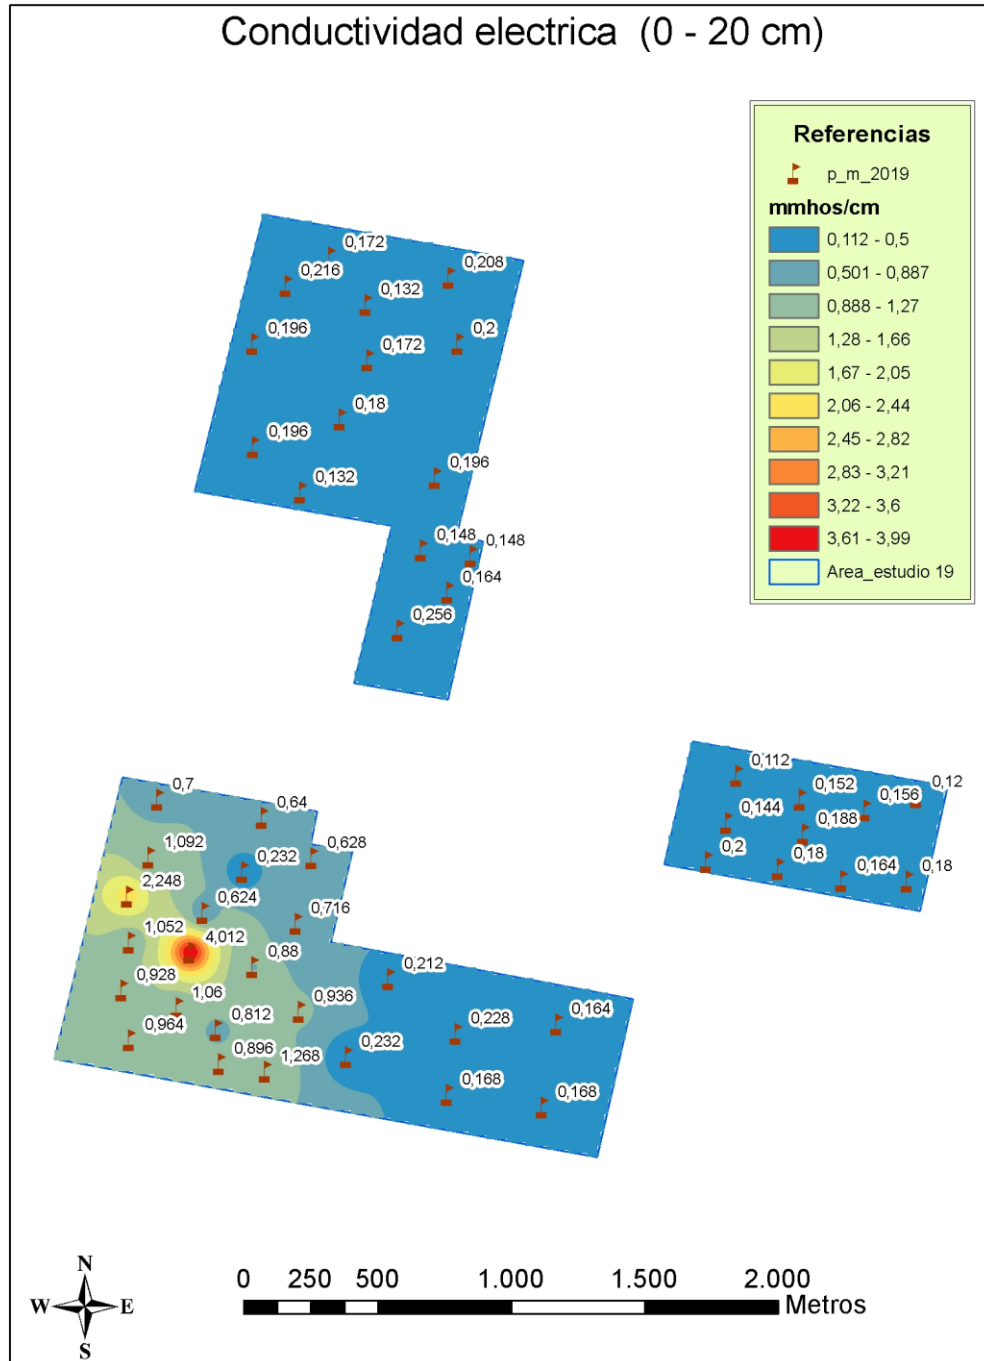 Conductividad electrica (0 - 20 cm)
Referencias
p_m_2019
mmhos/cm
0,112 - 0,5
0,501 - 0,887
0,888 - 1,27
1,28 - 1,66
1,67 - 2,05
2,06 - 2,44
2,45 - 2,82
2,83 - 3,21
3,22 - 3,6
3,61 - 3,99
Area_estudio 19
0,172
0,208
0,216
0,132
0,196
0,2
0,172
0,18
0,196
0,196
0,132
0,148
0,148
0,164
0,256
0,112
0,152
0,12
0,156
0,144
0,188
0,2
0,18
0,164
0,18
0,7
0,64
0,628
1,092
0,232
2,248
0,624
0,716
1,052
4,012
0,88
0,212
0,928
1,06
0,936
0,164
0,964
0,812
0,228
0,232
0,896
1,268
0,168
0,168
N
W
E
S
0
250
500
1.000
1.500
2.000
Metros